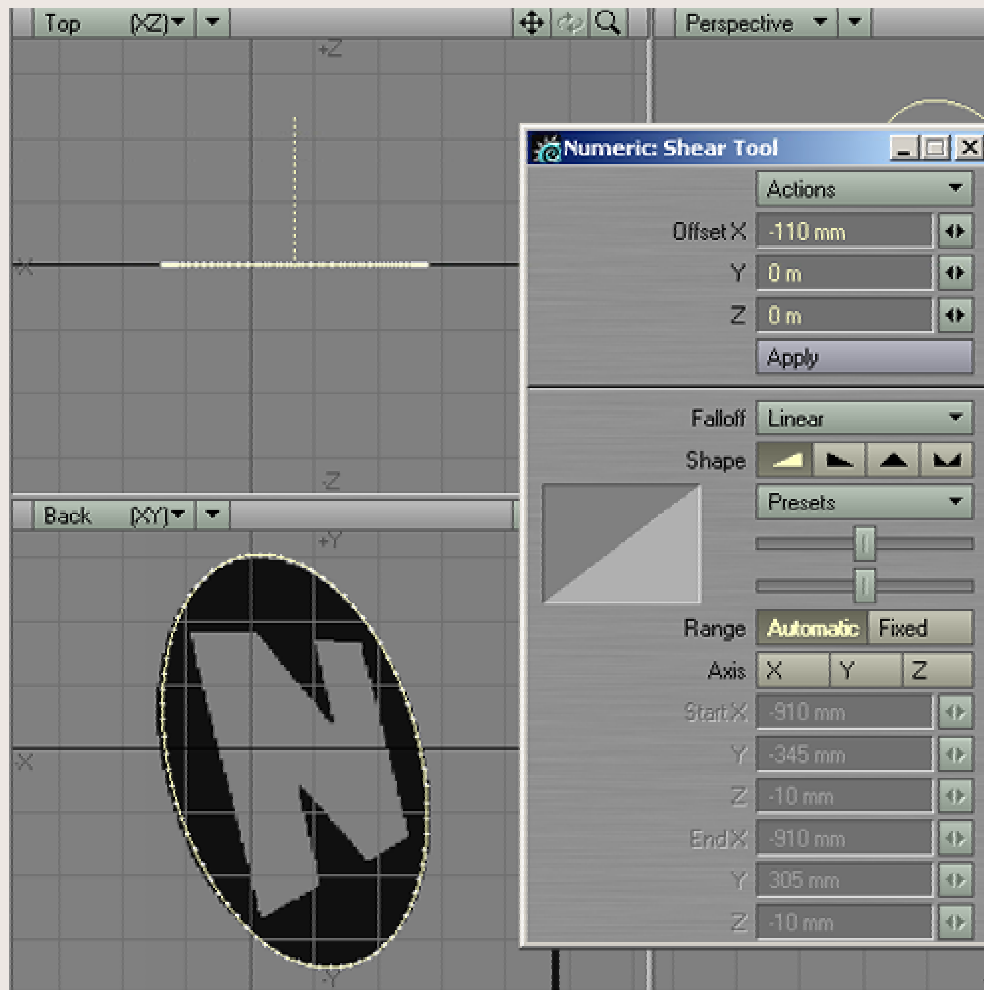 Top (XZ)
Perspective
+Z
-X
-Z
Numeric: Shear Tool
Actions
Offset X -110 mm
Y 0 m
Z 0 m
Apply
Falloff Linear
Shape
Presets
Range Automatic Fixed
Axis X Y Z
Start X -910 mm
Y -345 mm
Z -10 mm
End X -910 mm
Y 305 mm
Z -10 mm
Back (XY)
+Y
-X
N
-Y